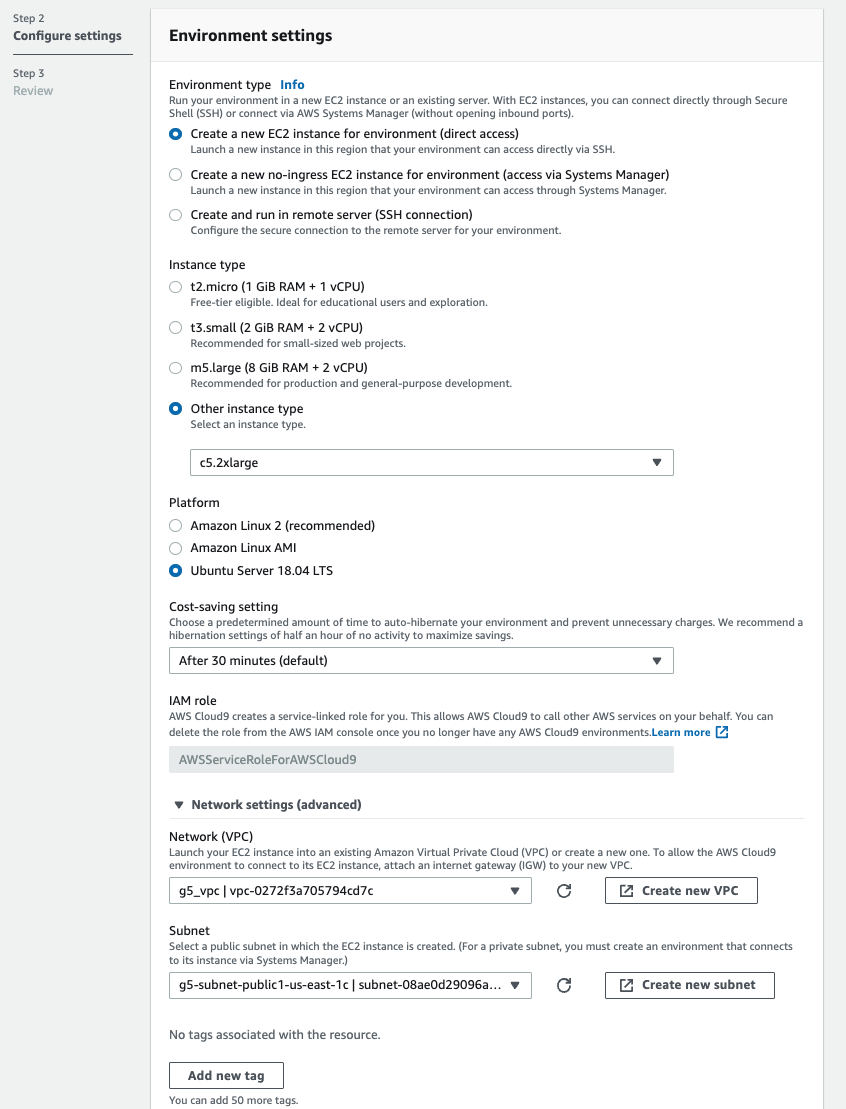 Step 2
Configure settings
Step 3
Review
Environment settings
Environment type Info
Run your environment in a new EC2 instance or an existing server. With EC2 instances, you can connect directly through Secure
Shell (SSH) or connect via AWS Systems Manager (without opening inbound ports).
Create a new EC2 instance for environment (direct access)
Launch a new instance in this region that your environment can access directly via SSH.
Create a new no-ingress EC2 instance for environment (access via Systems Manager)
Launch a new instance in this region that your environment can access through Systems Manager.
Create and run in remote server (SSH connection)
Configure the secure connection to the remote server for your environment.
Instance type
t2.micro (1 GiB RAM + 1 vCPU)
Free-tier eligible. Ideal for educational users and exploration.
t3.small (2 GiB RAM + 2 vCPU)
Recommended for small-sized web projects.
m5.large (8 GiB RAM + 2 vCPU)
Recommended for production and general-purpose development.
Other instance type
Select an instance type.
c5.2xlarge
Platform
Amazon Linux 2 (recommended)
Amazon Linux AMI
Ubuntu Server 18.04 LTS
Cost-saving setting
Choose a predetermined amount of time to auto-hibernate your environment and prevent unnecessary charges. We recommend a
hibernation settings of half an hour of no activity to maximize savings.
After 30 minutes (default)
IAM role
AWS Cloud9 creates a service-linked role for you. This allows AWS Cloud9 to call other AWS services on your behalf. You can
delete the role from the AWS IAM console once you no longer have any AWS Cloud9 environments.Learn more
AWSServiceRoleForAWSCloud9
Network settings (advanced)
Network (VPC)
Launch your EC2 instance into an existing Amazon Virtual Private Cloud (VPC) or create a new one. To allow the AWS Cloud9
environment to connect to its EC2 instance, attach an internet gateway (IGW) to your new VPC.
g5_vpc | vpc-0272f3a705794cd7c
Create new VPC
Subnet
Select a public subnet in which the EC2 instance is created. (For a private subnet, you must create an environment that connects
to its instance via Systems Manager.)
g5-subnet-public1-us-east-1c | subnet-08ae0d29096a...
Create new subnet
No tags associated with the resource.
Add new tag
You can add 50 more tags.